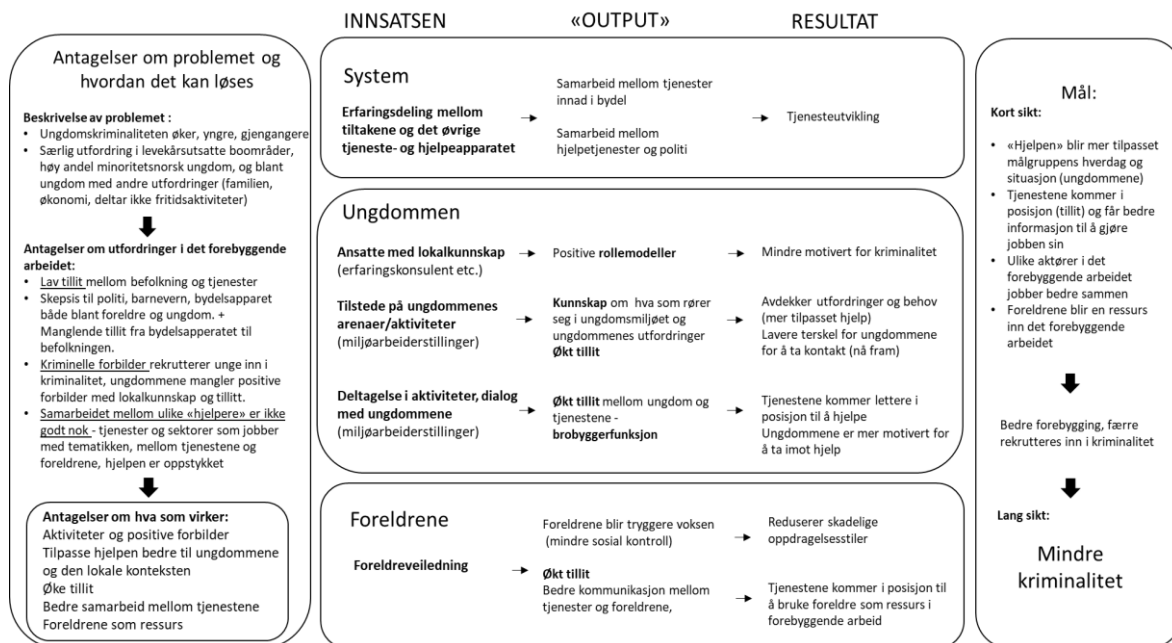 INNSATSEN
«OUTPUT»
RESULTAT
Antagelser om problemet og
hvordan det kan løses
Beskrivelse av problemet :
• Ungdomskriminaliteten øker, yngre, gjengangere
• Særlig utfordring i levekårsutsatte boområder,
høy andel minoritetsnorsk ungdom, og blant
ungdom med andre utfordringer (familien,
økonomi, deltar ikke fritidsaktiviteter)
Antagelser om utfordringer i det forebyggende
arbeidet:
• Lav tillit mellom befolkning og tjenester
• Skepsis til politi, barnevern, bydelsapparat
både blant foreldre og ungdom. +
Manglende tillit fra bydelsapperatet til
befolkningen.
• Kriminelle forbilder rekrutterer unge inn i
kriminalitet, ungdommene mangler positive
forbilder med lokalkunnskap og tillitt.
• Samarbeidet mellom ulike «hjelpere» er ikke
godt nok - tjenester og sektorer som jobber
med tematikken, mellom tjenestene og
foreldrene, hjelpen er oppstykket
Antagelser om hva som virker:
Aktiviteter og positive forbilder
Tilpasse hjelpen bedre til ungdommene
og den lokale konteksten
Øke tillit
Bedre samarbeid mellom tjenestene
Foreldrene som ressurs
System
Erfaringsdeling mellom
tiltakene og det øvrige
tjeneste- og hjelpeapparatet
Samarbeid mellom tjenester
innad i bydel
Samarbeid mellom
hjelpetjenester og politi
Tjenesteutvikling
Ungdommen
Ansatte med lokalkunnskap
(erfaringskonsulent etc.)
Positive rollemodeller
Mindre motivert for kriminalitet
Tilstede på ungdommenes
arenaer/aktiviteter
(miljøarbeiderstillinger)
Kunnskap om hva som rører
seg i ungdomsmiljøet og
ungdommenes utfordringer
Økt tillit
Avdekker utfordringer og behov
(mer tilpasset hjelp)
Lavere terskel for ungdommene
for å ta kontakt (nå fram)
Deltagelse i aktiviteter, dialog
med ungdommene
(miljøarbeiderstillinger)
Økt tillit mellom ungdom og
tjenestene -
brobyggerfunksjon
Tjenestene kommer lettere i
posisjon til å hjelpe
Ungdommene er mer motivert for
å ta imot hjelp
Foreldrene
Foreldreveiledning
Foreldrene blir tryggere voksen
(mindre sosial kontroll)
Reduserer skadelige
oppdragelsesstiler
Økt tillit
Bedre kommunikasjon mellom
tjenester og foreldrene,
Tjenestene kommer i posisjon til
å bruke foreldre som ressurs i
forebyggende arbeid
Mål:
Kort sikt:
• «Hjelpen» blir mer tilpasset
målgruppens hverdag og
situasjon (ungdommene)
• Tjenestene kommer i
posisjon (tillit) og får bedre
informasjon til å gjøre
jobben sin
• Ulike aktører i det
forebyggende arbeidet
jobber bedre sammen
• Foreldrene blir en ressurs
inn det forebyggende
arbeidet
Bedre forebygging, færre
rekrutteres inn i kriminalitet
Lang sikt:
Mindre
kriminalitet